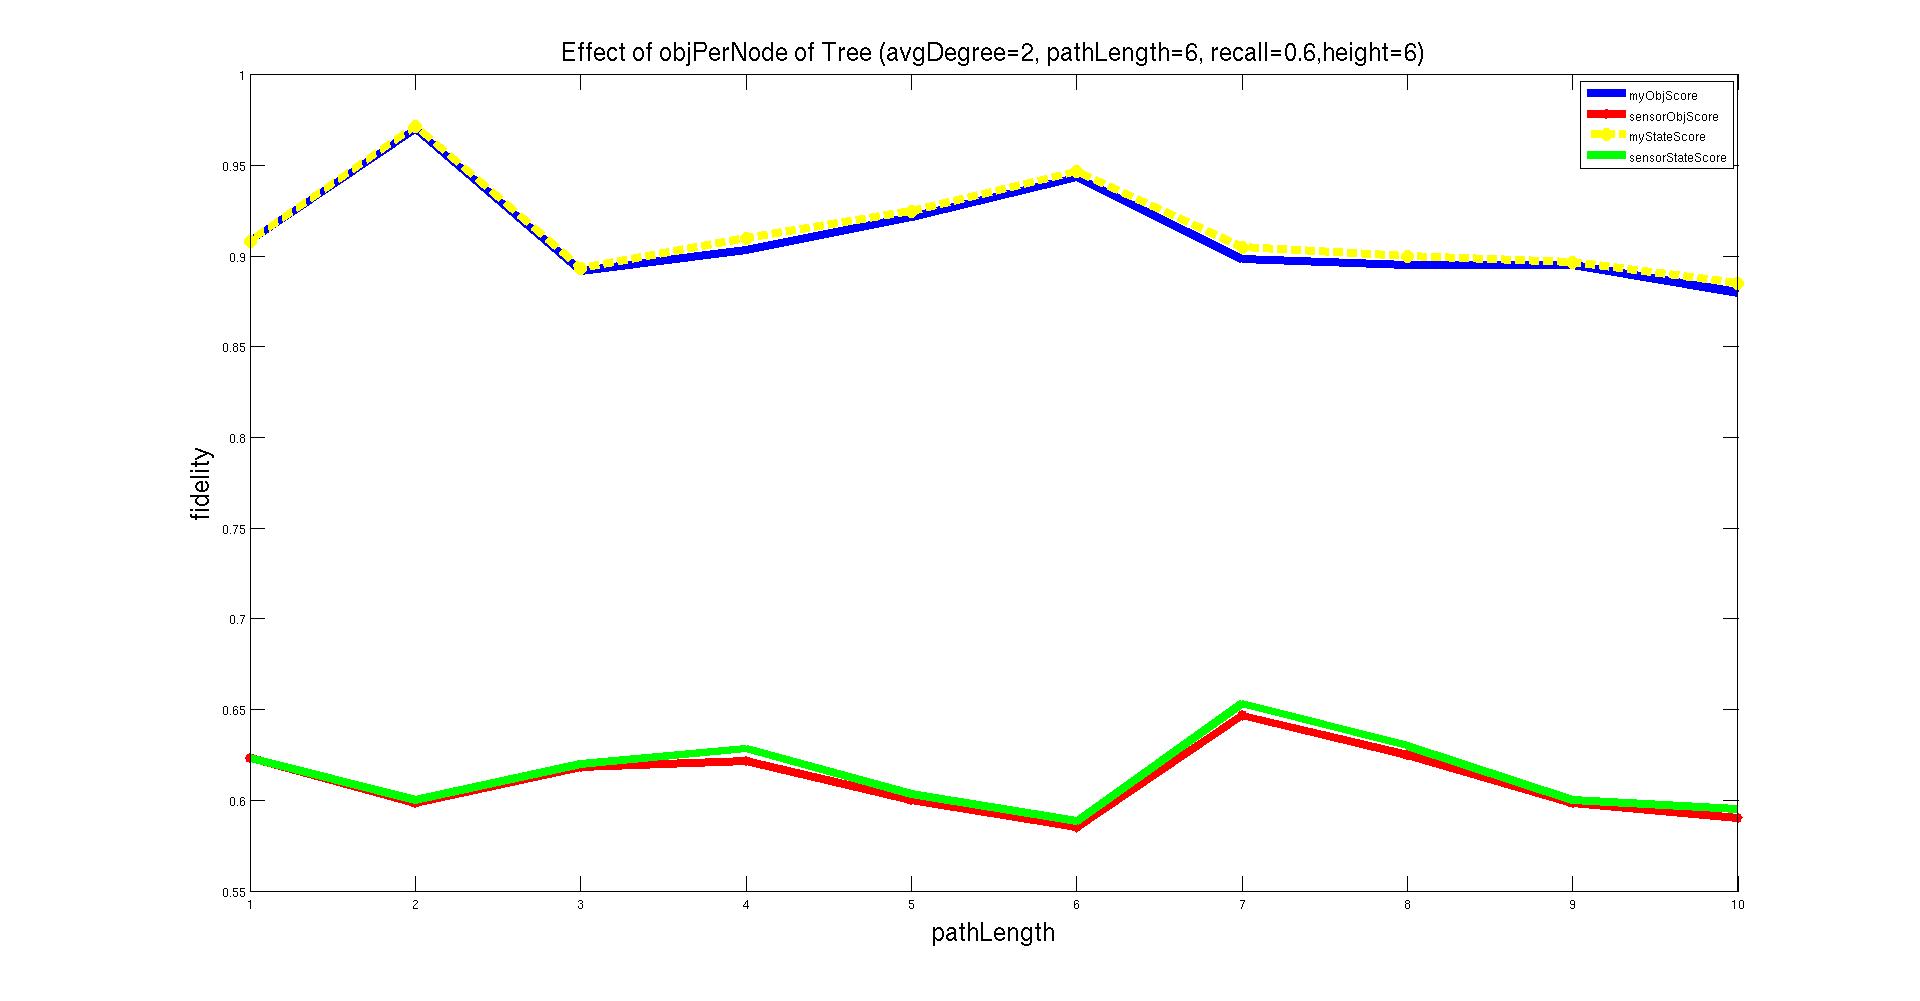 Effect of objPerNode of Tree (avgDegree=2, pathLength=6, recall=0.6,height=6)
1
0.95
0.9
0.85
0.8
0.75
0.7
0.65
0.6
0.55
fidelity
myObjScore
sensorObjScore
myStateScore
sensorStateScore
1 2 3 4 5 6 7 8 9 10
pathLength